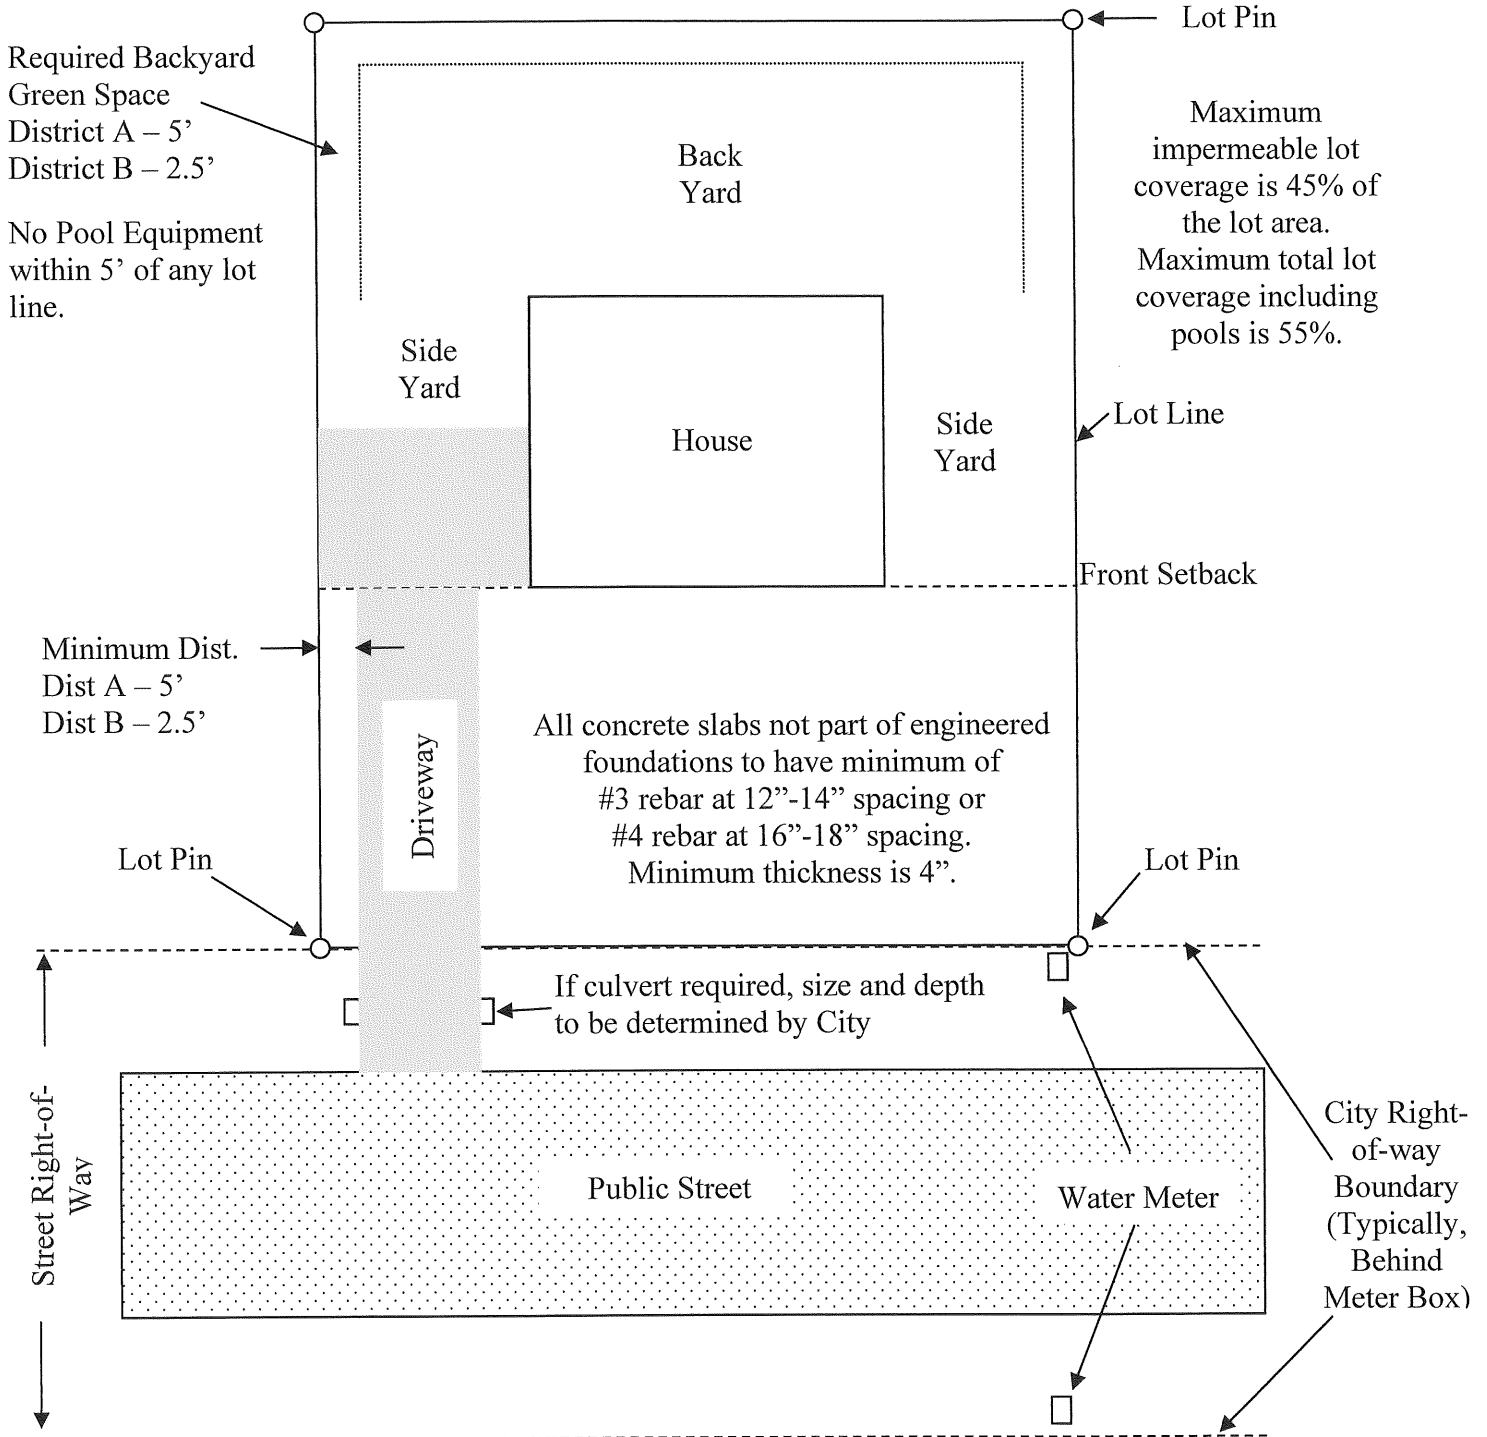 Lot Pin
Required Backyard
Green Space
District A – 5’
District B – 2.5’
No Pool Equipment
within 5’ of any lot
line.
Back
Yard
Maximum
impermeable lot
coverage is 45% of
the lot area.
Maximum total lot
coverage including
pools is 55%.
Side
Yard
House
Side
Yard
Lot Line
Front Setback
Minimum Dist.
Dist A – 5’
Dist B – 2.5’
Driveway
All concrete slabs not part of engineered
foundations to have minimum of
#3 rebar at 12”-14” spacing or
#4 rebar at 16”-18” spacing.
Minimum thickness is 4”.
Lot Pin
Lot Pin
If culvert required, size and depth
to be determined by City
Street Right-of-
Way
Public Street
Water Meter
City Right-
of-way
Boundary
(Typically,
Behind
Meter Box)